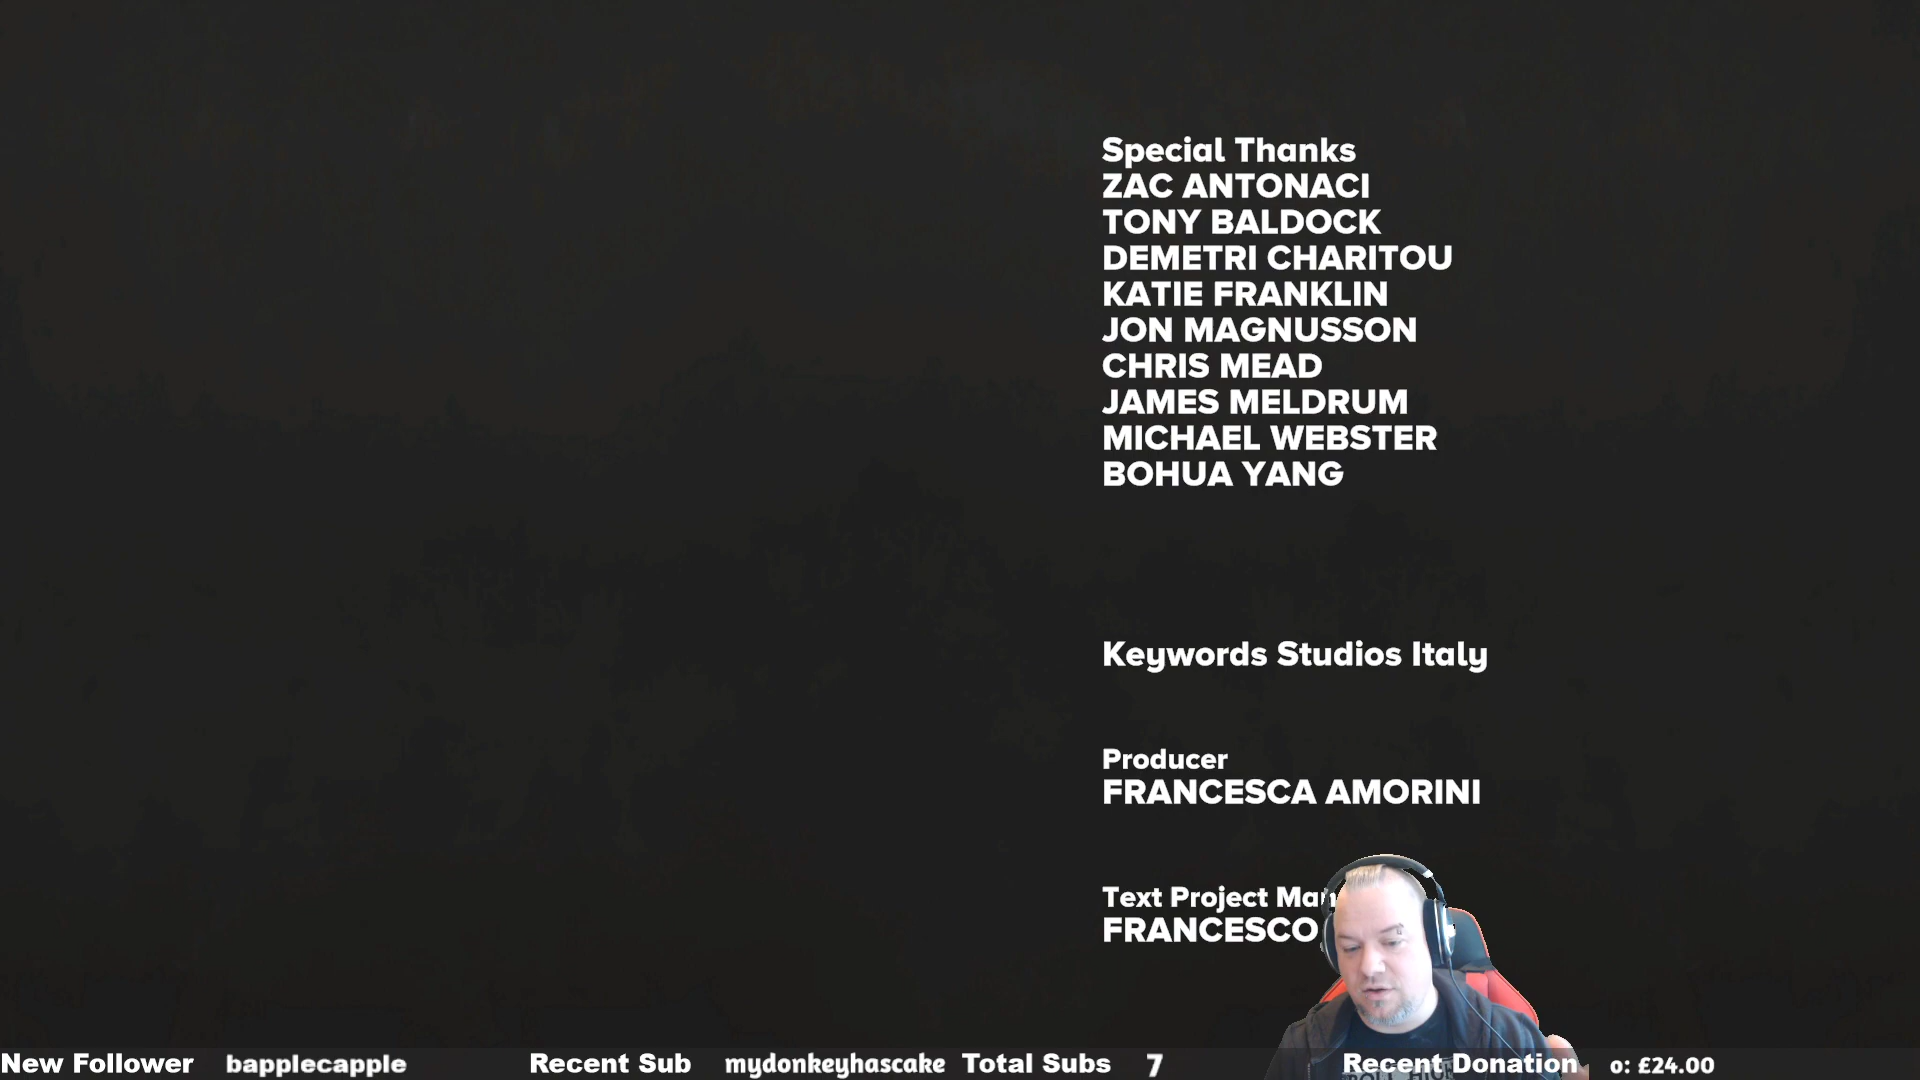 Special Thanks
ZAC ANTONACI
TONY BALDOCK
DEMETRI CHARITOU
KATIE FRANKLIN
JON MAGNUSSON
CHRIS MEAD
JAMES MELDRUM
MICHAEL WEBSTER
BOHUA YANG
Keywords Studios Italy
Producer
FRANCESCA AMORINI
Text Project
FRANCESCO
New Follower bapplecapple Recent Sub mydonkeyhascake Total Subs 7 Recent Donation o: £24.00